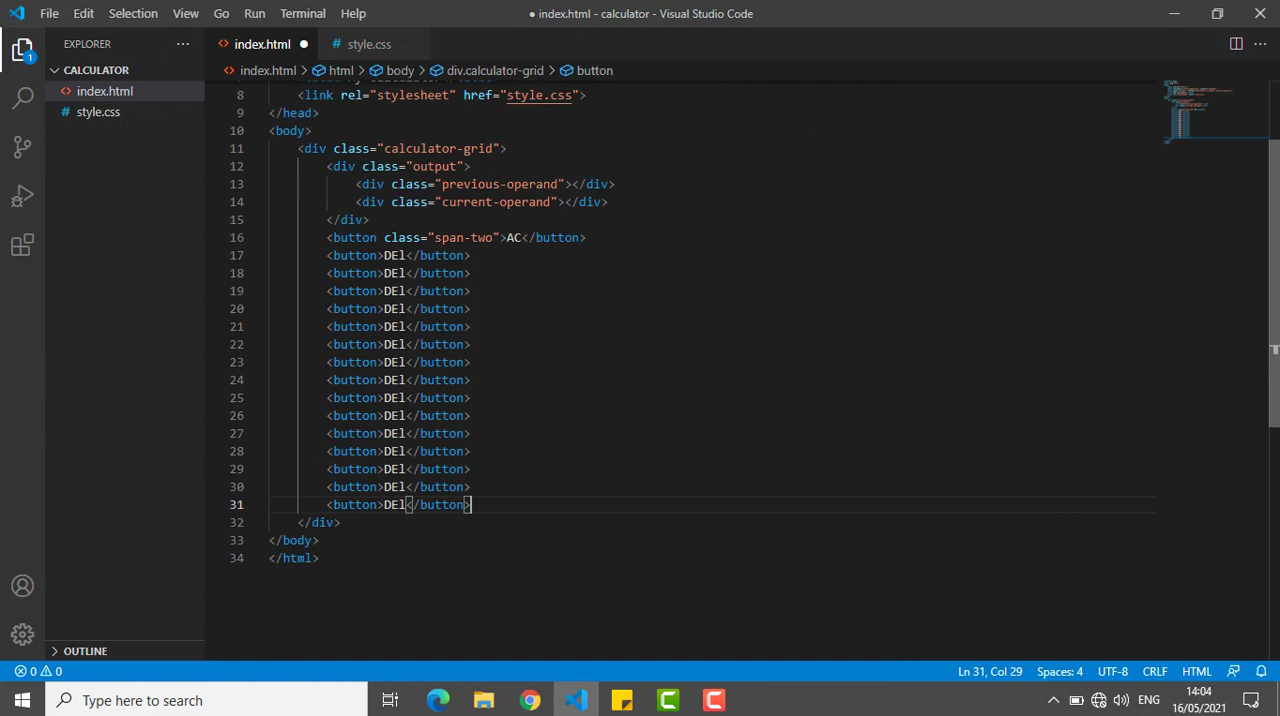 File Edit Selection View Go Run Terminal Help ● index.html - calculator - Visual Studio Code
EXPLORER ··· <> index.html ● # style.css
CALCULATOR <> index.html > html > body > div.calculator-grid > button
<> index.html
# style.css
8 <link rel="stylesheet" href="style.css">
9 </head>
10 <body>
11 <div class="calculator-grid">
12 <div class="output">
13 <div class="previous-operand"></div>
14 <div class="current-operand"></div>
15 </div>
16 <button class="span-two">AC</button>
17 <button>DEl</button>
18 <button>DEl</button>
19 <button>DEl</button>
20 <button>DEl</button>
21 <button>DEl</button>
22 <button>DEl</button>
23 <button>DEl</button>
24 <button>DEl</button>
25 <button>DEl</button>
26 <button>DEl</button>
27 <button>DEl</button>
28 <button>DEl</button>
29 <button>DEl</button>
30 <button>DEl</button>
31 <button>DEl</button>
32 </div>
33 </body>
34 </html>
1
OUTLINE
0 0 Ln 31, Col 29 Spaces: 4 UTF-8 CRLF HTML
Type here to search ENG 14:04
16/05/2021